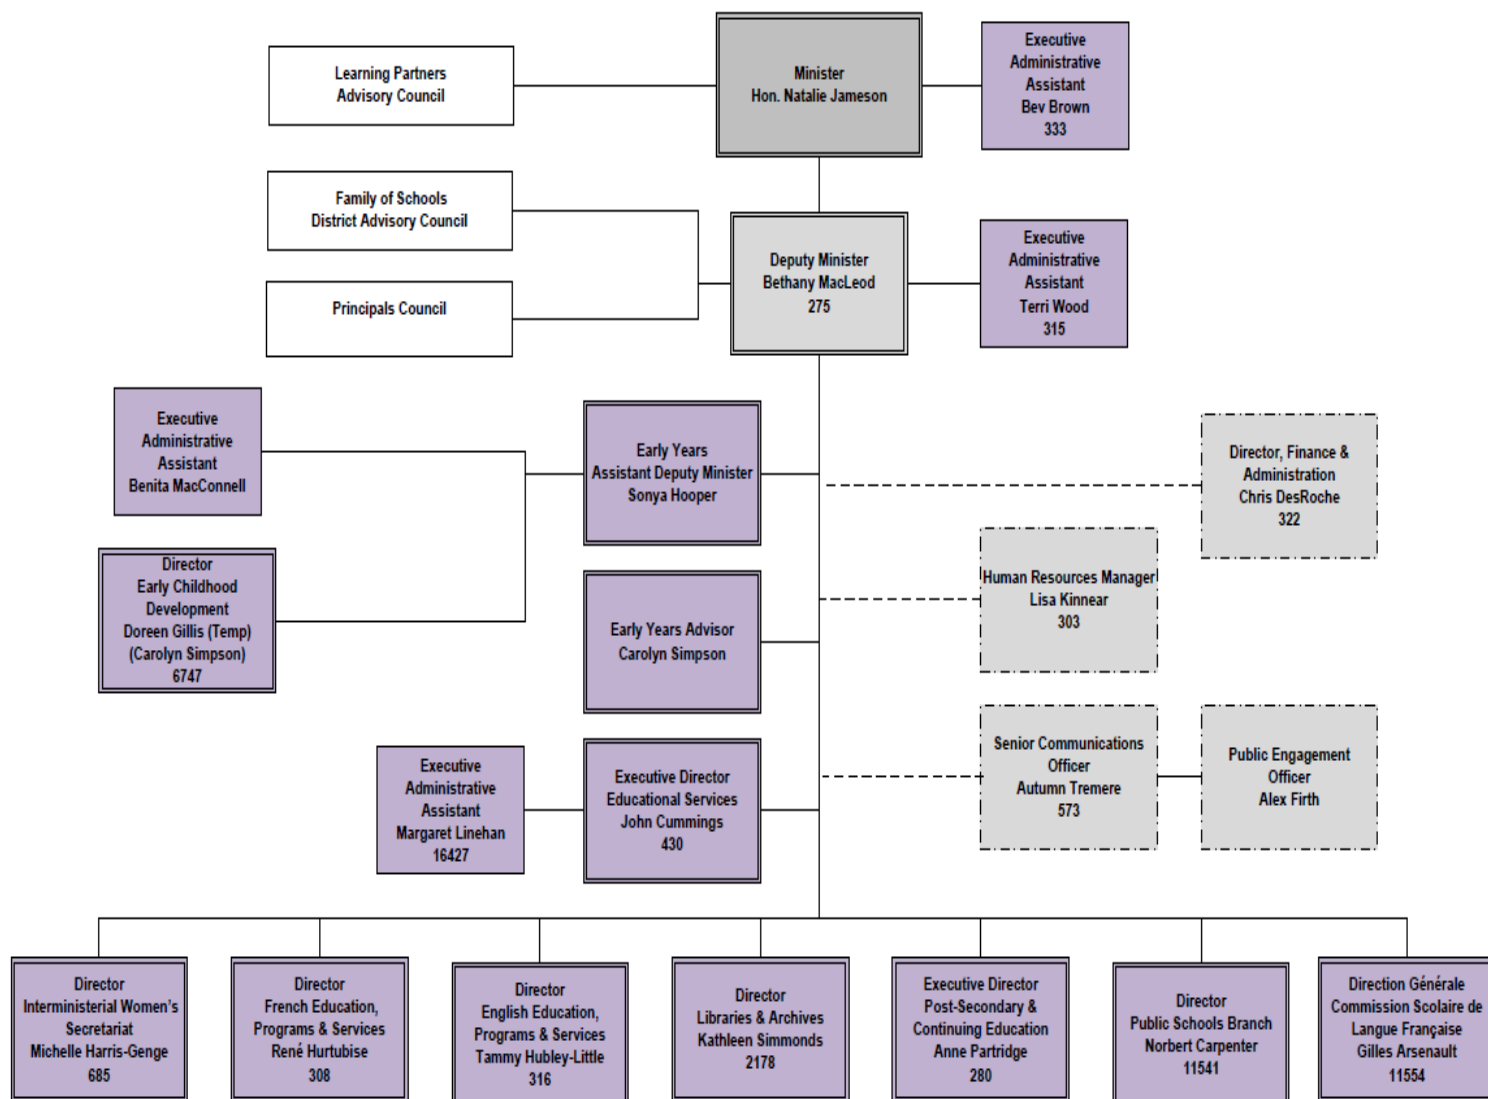 Learning Partners
Advisory Council
Minister
Hon. Natalie Jameson
Executive
Administrative
Assistant
Bev Brown
333
Family of Schools
District Advisory Council
Principals Council
Deputy Minister
Bethany MacLeod
275
Executive
Administrative
Assistant
Terri Wood
315
Executive
Administrative
Assistant
Benita MacConnell
Early Years
Assistant Deputy Minister
Sonya Hooper
Director, Finance &
Administration
Chris DesRoche
322
Director
Early Childhood
Development
Doreen Gillis (Temp)
(Carolyn Simpson)
6747
Early Years Advisor
Carolyn Simpson
Human Resources Manager
Lisa Kinnear
303
Executive
Administrative
Assistant
Margaret Linehan
16427
Executive Director
Educational Services
John Cummings
430
Senior Communications
Officer
Autumn Tremere
573
Public Engagement
Officer
Alex Firth
Director
Interministerial Women's
Secretariat
Michelle Harris-Genge
685
Director
French Education,
Programs & Services
René Hurtubise
308
Director
English Education,
Programs & Services
Tammy Hubley-Little
316
Director
Libraries & Archives
Kathleen Simmonds
2178
Executive Director
Post-Secondary &
Continuing Education
Anne Partridge
280
Director
Public Schools Branch
Norbert Carpenter
11541
Direction Générale
Commission Scolaire de
Langue Française
Gilles Arsenault
11554